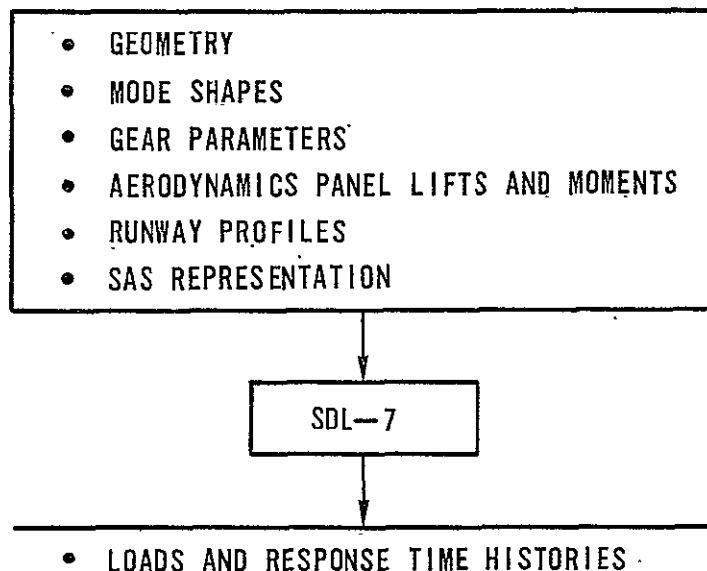 • GEOMETRY
• MODE SHAPES
• GEAR PARAMETERS
• AERODYNAMICS PANEL LIFTS AND MOMENTS
• RUNWAY PROFILES
• SAS REPRESENTATION
SDL—7
• LOADS AND RESPONSE TIME HISTORIES